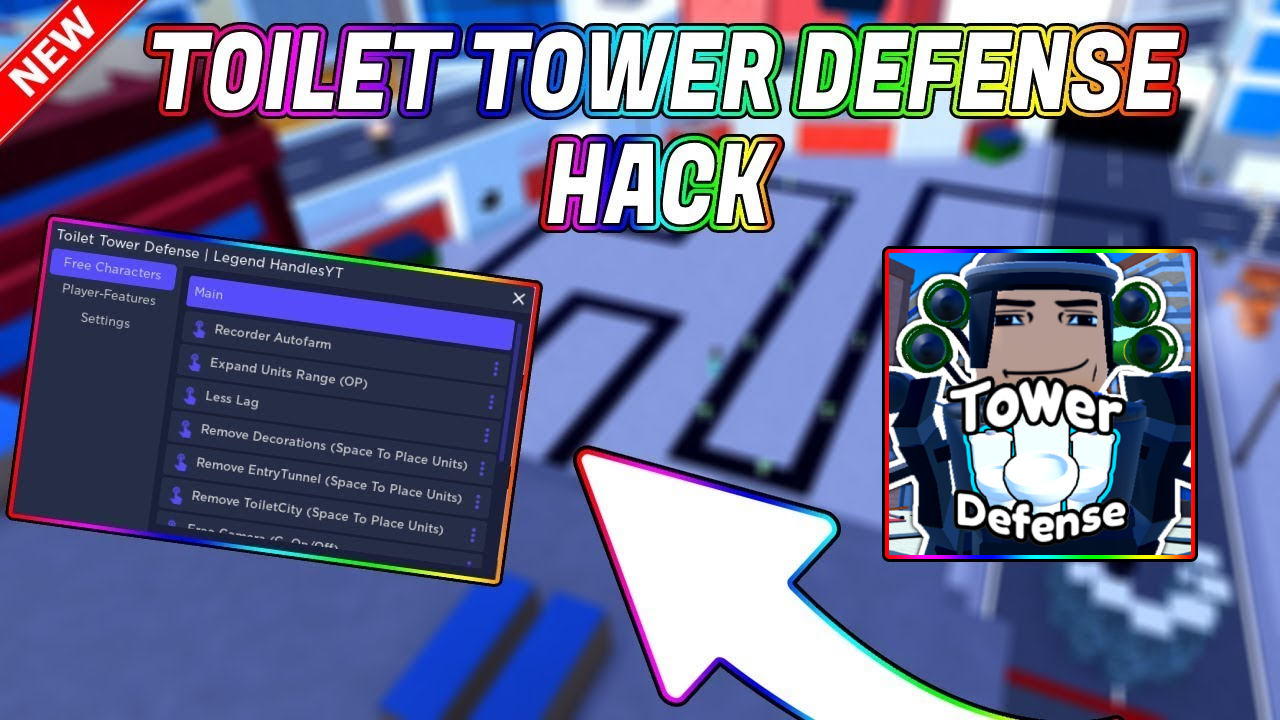 NEW
TOILET TOWER DEFENSE
HACK
Toilet Tower Defense | Legend HandlesYT
Free Characters
Player-Features
Settings
Main
Recorder Autofarm
Expand Units Range (OP)
Less Lag
Remove Decorations (Space To Place Units)
Remove EntryTunnel (Space To Place Units)
Remove ToiletCity (Space To Place Units)
Tower
Defense